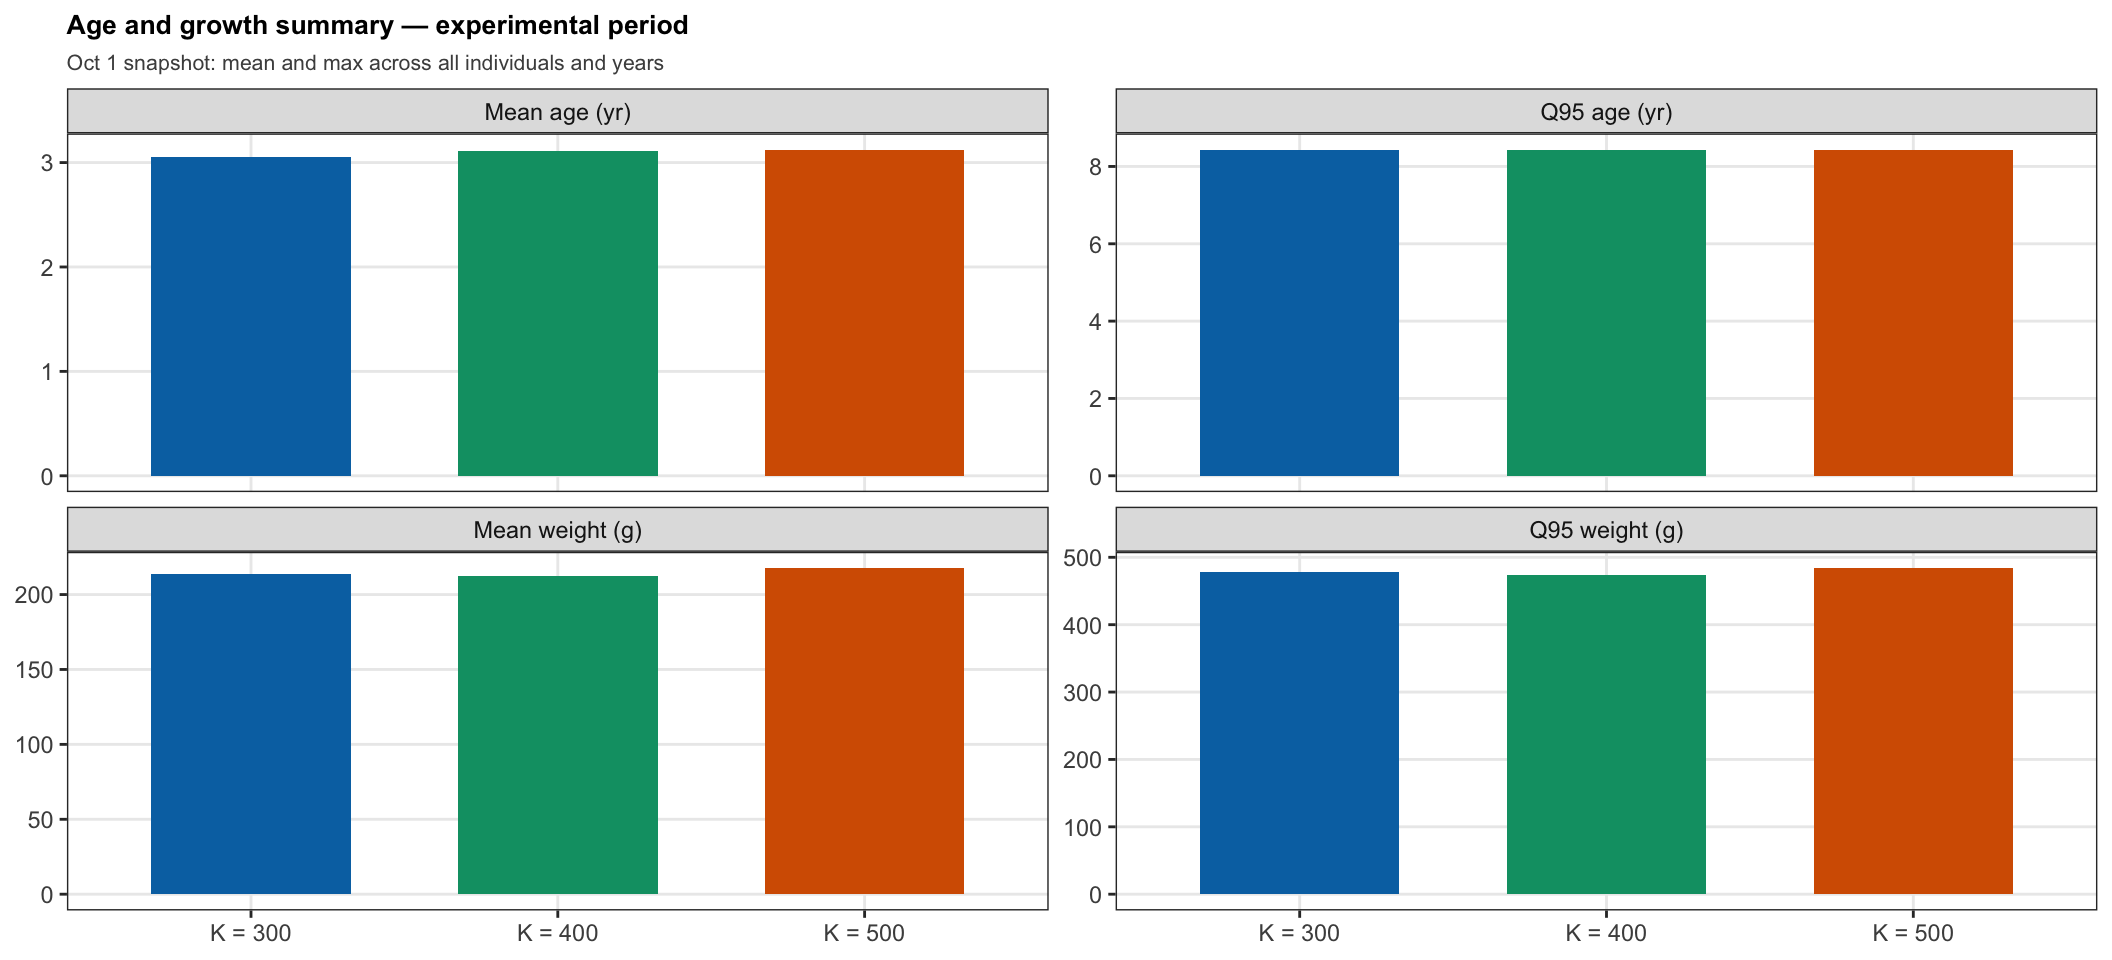 Age and growth summary — experimental period
Oct 1 snapshot: mean and max across all individuals and years
Mean age (yr)
3
2
1
0
Q95 age (yr)
8
6
4
2
0
Mean weight (g)
200
150
100
50
0
K = 300
K = 400
K = 500
Q95 weight (g)
500
400
300
200
100
0
K = 300
K = 400
K = 500